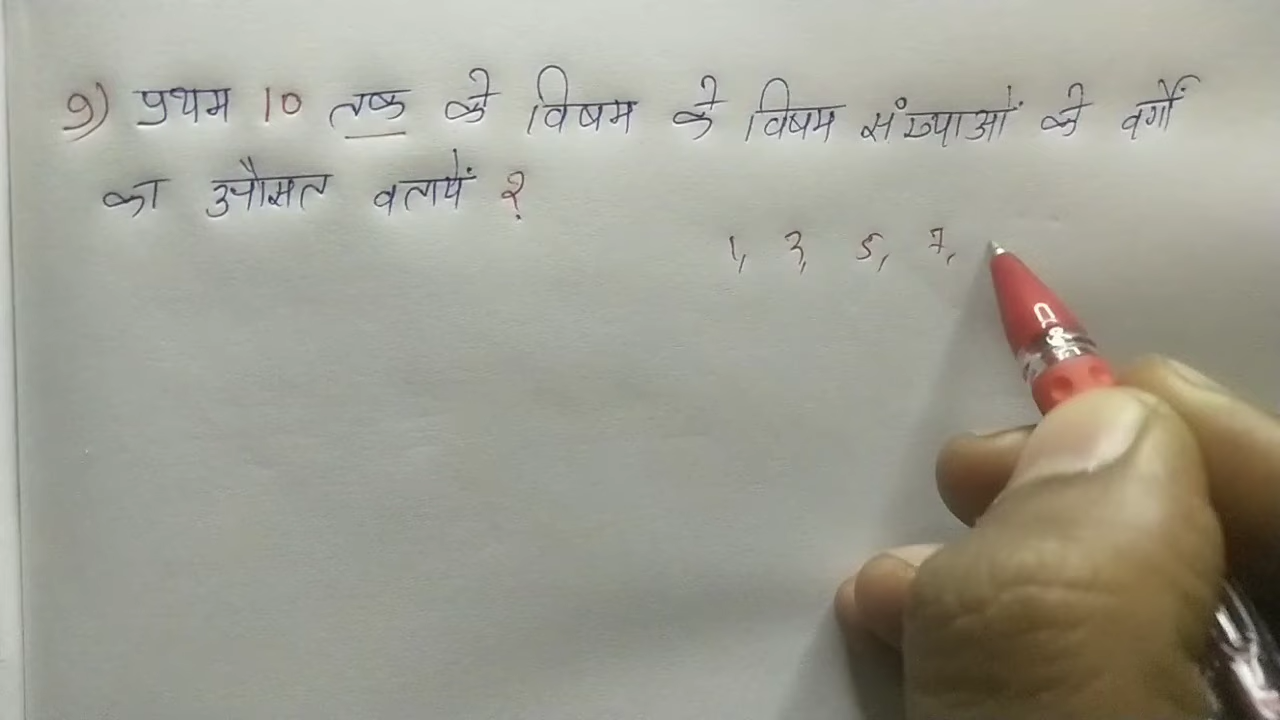 9) प्रथम 10 तक के विषम के विषम संख्याओं के वर्गों
का औसत बतायें ?
1, 3, 5, 7,